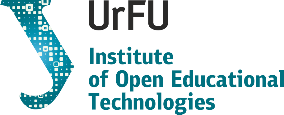 UrFU
Institute
of Open Educational
Technologies